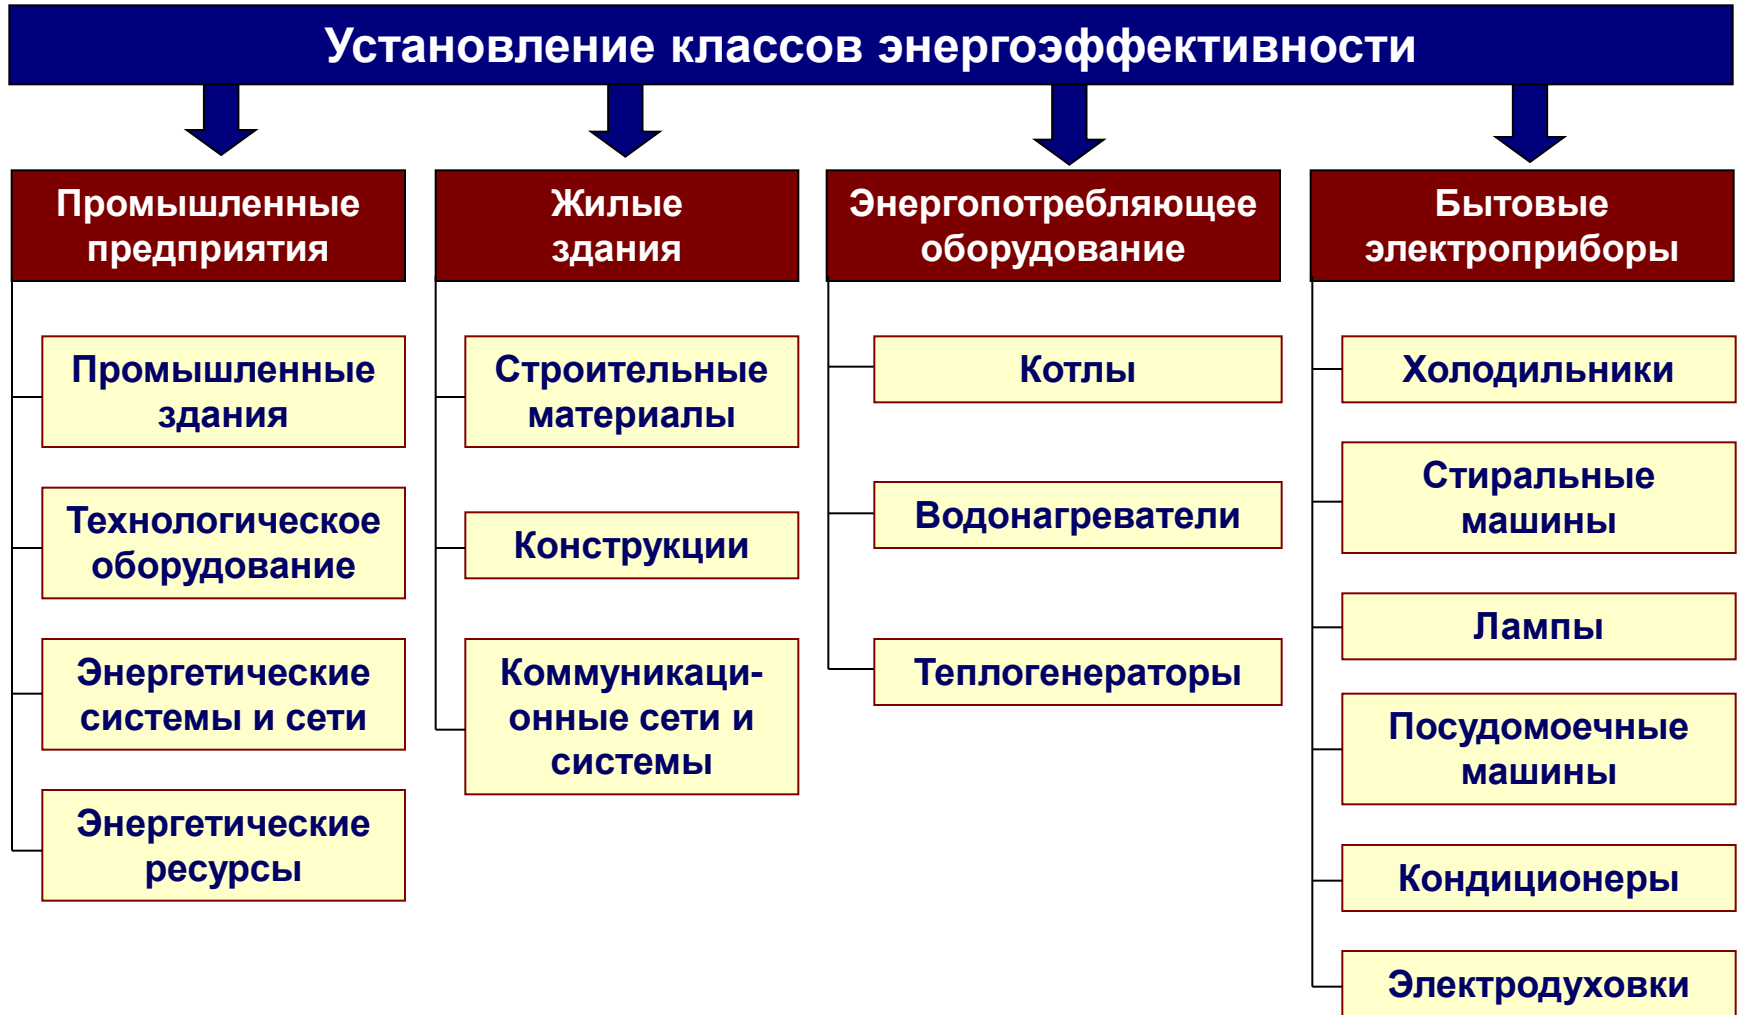 Установление классов энергоэффективности
Промышленные
предприятия
Промышленные
здания
Технологическое
оборудование
Энергетические
системы и сети
Энергетические
ресурсы
Жилые
здания
Строительные
материалы
Конструкции
Коммуникаци-
онные сети и
системы
Энергопотребляющее
оборудование
Котлы
Водонагреватели
Теплогенераторы
Бытовые
электроприборы
Холодильники
Стиральные
машины
Лампы
Посудомоечные
машины
Кондиционеры
Электродуховки